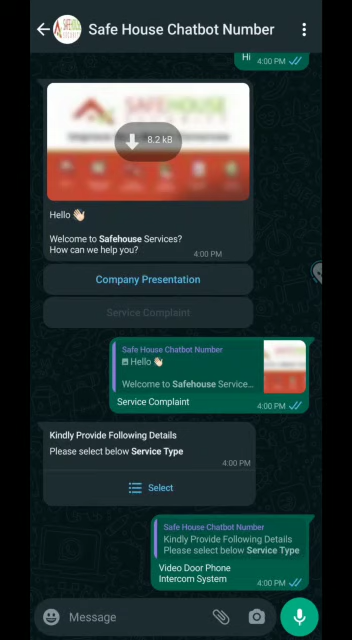 Safe House Chatbot Number
Hi
4:00 PM
SAFEHOUSE
8.2 kB
Hello 👋🏻
Welcome to Safehouse Services?
How can we help you?
4:00 PM
Company Presentation
Service Complaint
Safe House Chatbot Number
Hello 👋🏻
Welcome to Safehouse Service...
Service Complaint
4:00 PM
Kindly Provide Following Details
Please select below Service Type
4:00 PM
Select
Safe House Chatbot Number
Kindly Provide Following Details
Please select below Service Type
Video Door Phone
Intercom System
4:00 PM
Message